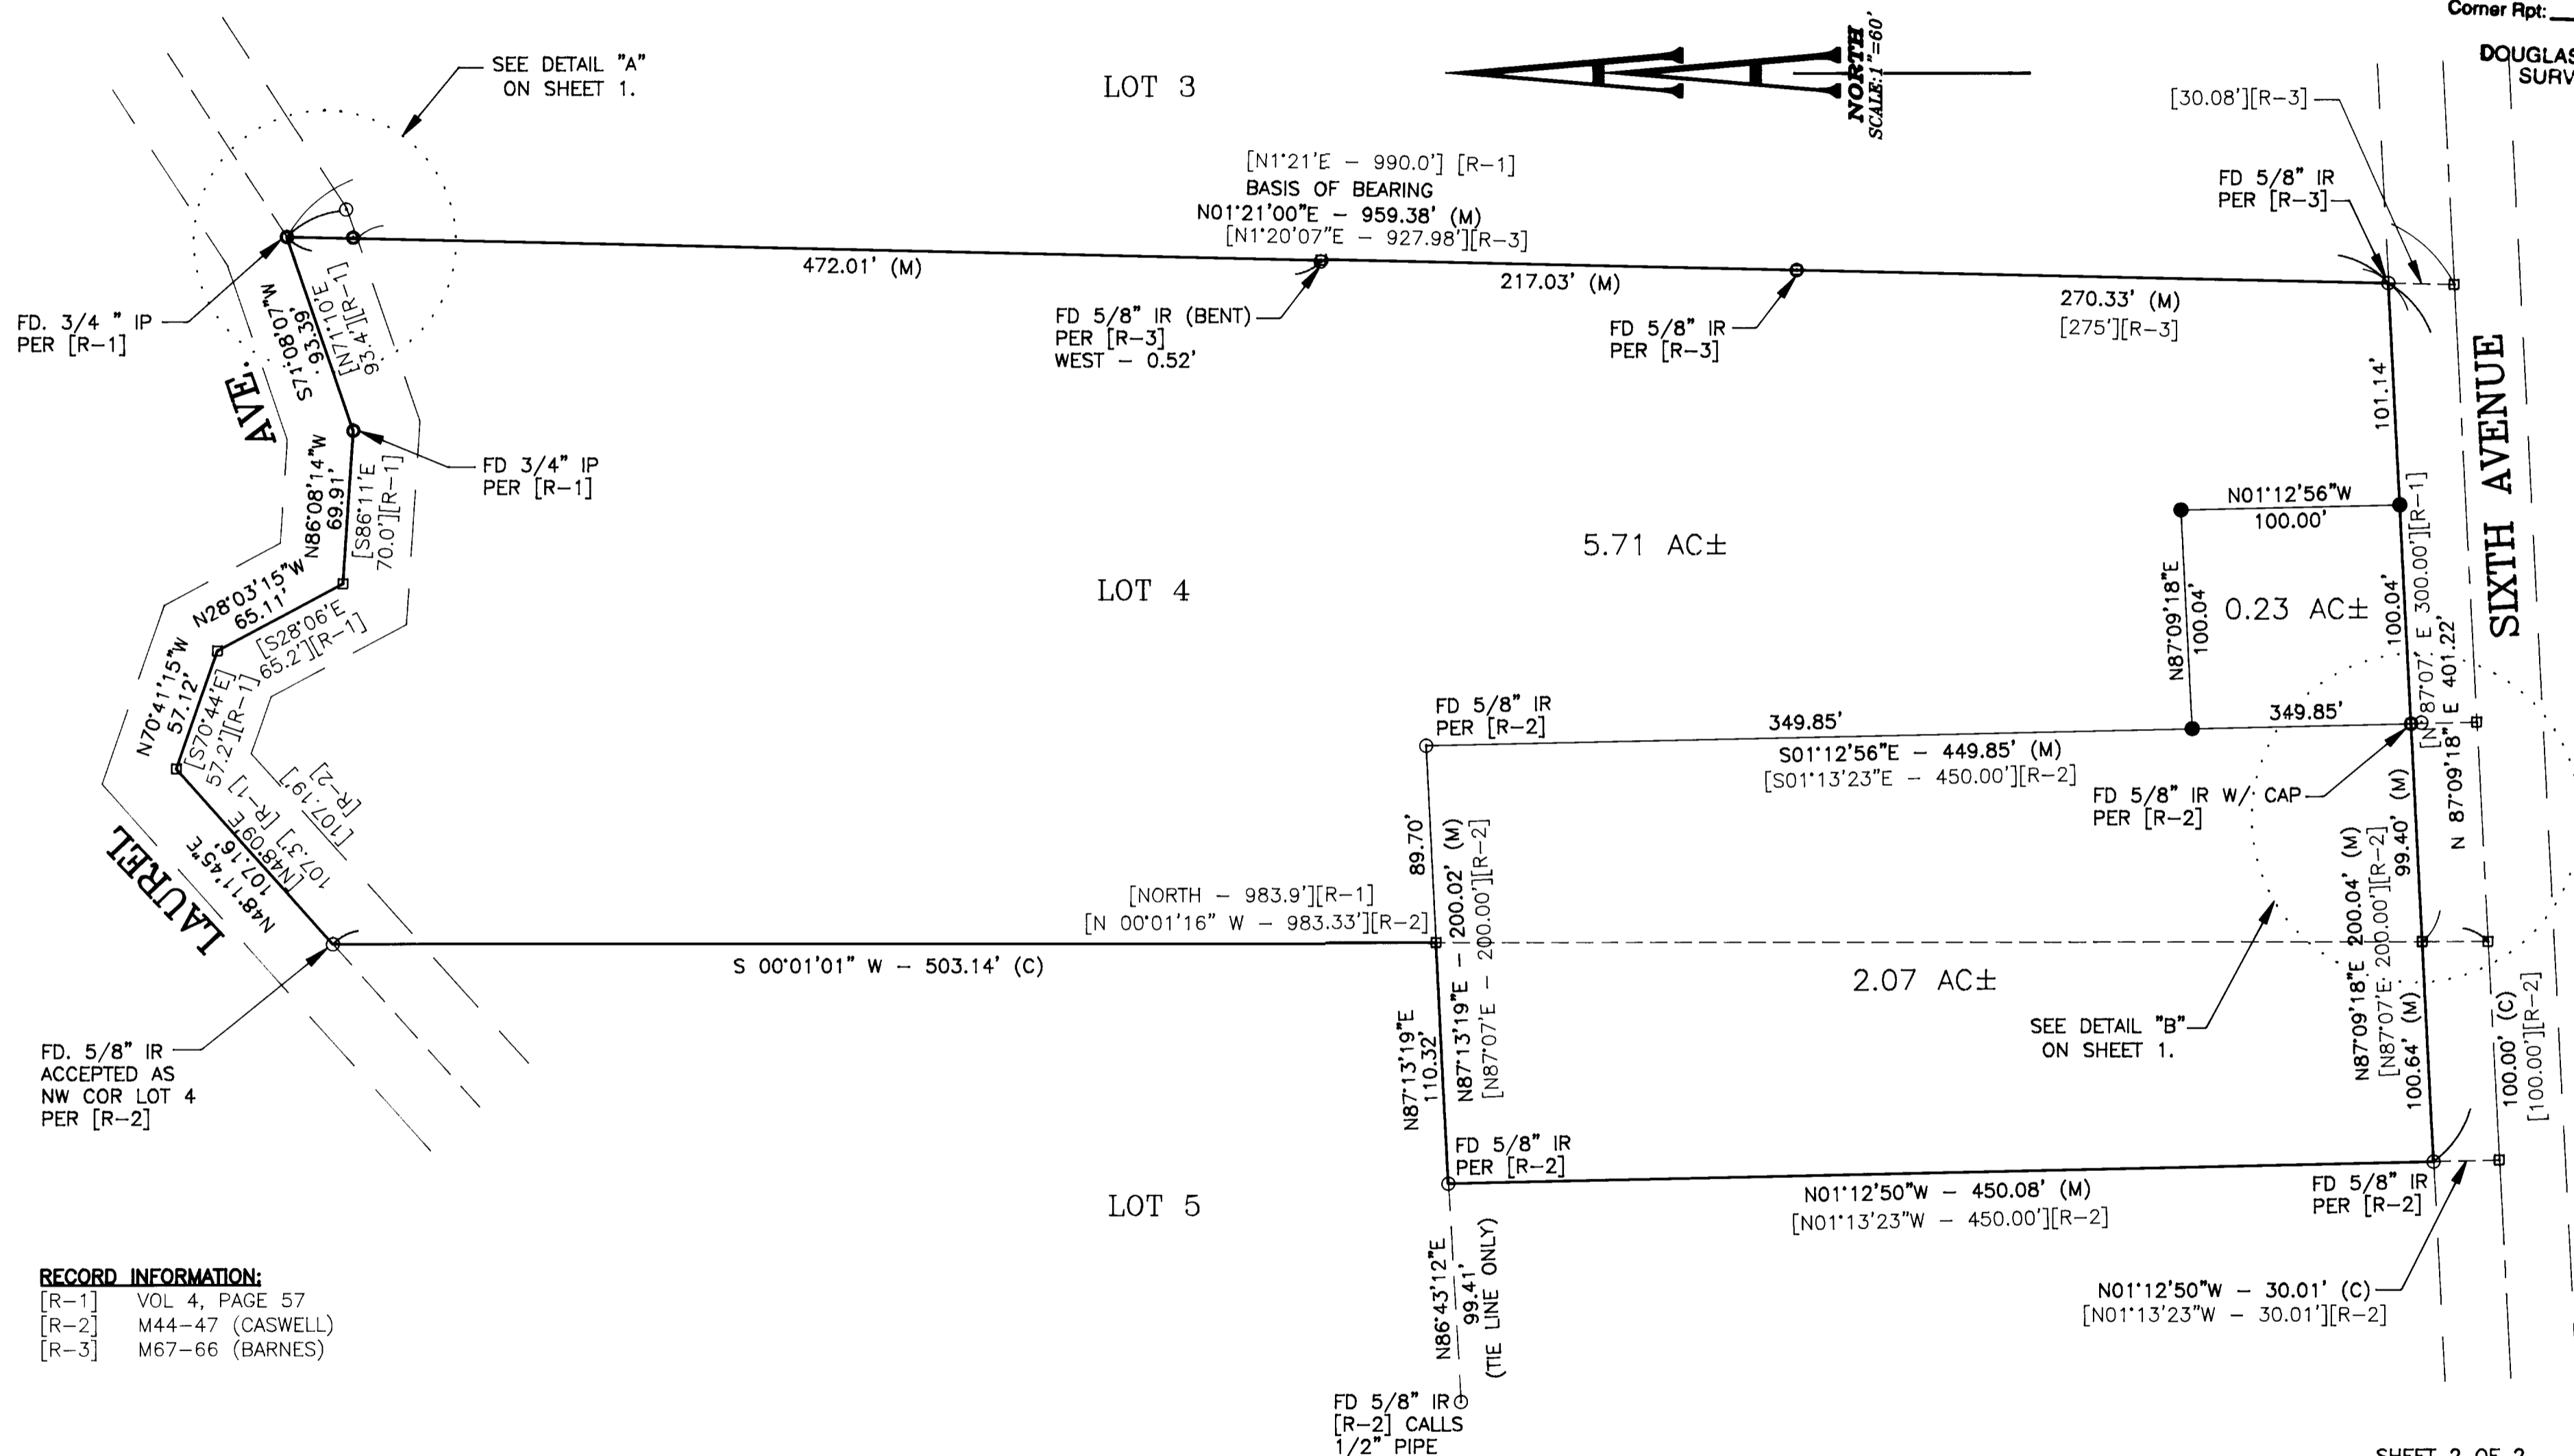 Corner Rpt:
DOUGLAS
SURV
SEE DETAIL "A"
ON SHEET 1.
LOT 3
NORTH
SCALE:1"=60'
[30.08'][R-3]
[N1°21'E - 990.0'] [R-1]
BASIS OF BEARING
N01°21'00"E - 959.38' (M)
[N1°20'07"E - 927.98'][R-3]
FD 5/8" IR
PER [R-3]
472.01' (M)
217.03' (M)
270.33' (M)
[275'][R-3]
FD. 3/4 " IP
PER [R-1]
S71°08'07"W
93.39'
[N71°10'E
93.4'][R-1]
FD 5/8" IR (BENT)
PER [R-3]
WEST - 0.52'
FD 5/8" IR
PER [R-3]
AVE.
101.14'
SIXTH AVENUE
FD 3/4" IP
PER [R-1]
N86°08'14"W
69.91'
[S86°11'E
70.0'][R-1]
N01°12'56"W
100.00'
5.71 AC±
LOT 4
N87°09'18"E
100.04'
0.23 AC±
100.04'
[N 87°07' E 300.00'][R-1]
N 87°09'18" E 401.22'
N28°03'15"W
65.11'
[S28°06'E
65.2'][R-1]
N70°41'15"W
57.12'
[S70°44'E]
57.2'][R-1]
FD 5/8" IR
PER [R-2]
349.85'
349.85'
S01°12'56"E - 449.85' (M)
[S01°13'23"E - 450.00'][R-2]
FD 5/8" IR W/ CAP
PER [R-2]
LAUREL
N48°11'45"E
107.16'
[N48°09'E
107.3'] [R-1]
[107.19']
[R-2]
89.70'
N87°13'19"E - 200.02' (M)
[N87°07'E - 200.00'][R-2]
99.40' (M)
N87°09'18"E 200.04' (M)
[N87°07'E 200.00'][R-2]
100.64' (M)
[NORTH - 983.9'][R-1]
[N 00°01'16" W - 983.33'][R-2]
S 00°01'01" W - 503.14' (C)
2.07 AC±
SEE DETAIL "B"
ON SHEET 1.
100.00' (C)
[100.00'][R-2]
FD. 5/8" IR
ACCEPTED AS
NW COR LOT 4
PER [R-2]
N87°13'19"E
110.32'
FD 5/8" IR
PER [R-2]
LOT 5
N01°12'50"W - 450.08' (M)
[N01°13'23"W - 450.00'][R-2]
FD 5/8" IR
PER [R-2]
N86°43'12"E
99.41'
(TIE LINE ONLY)
N01°12'50"W - 30.01' (C)
[N01°13'23"W - 30.01'][R-2]
RECORD INFORMATION:
[R-1] VOL 4, PAGE 57
[R-2] M44-47 (CASWELL)
[R-3] M67-66 (BARNES)
FD 5/8" IR
[R-2] CALLS
1/2" PIPE
SHEET 2 OF 2